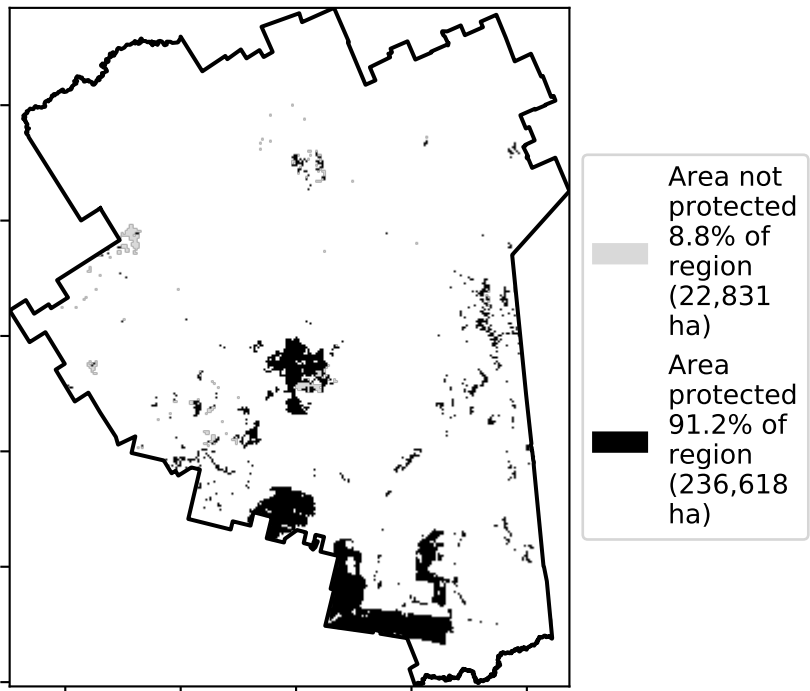 Area not
protected
8.8% of
region
(22,831
ha)
Area
protected
91.2% of
region
(236,618
ha)